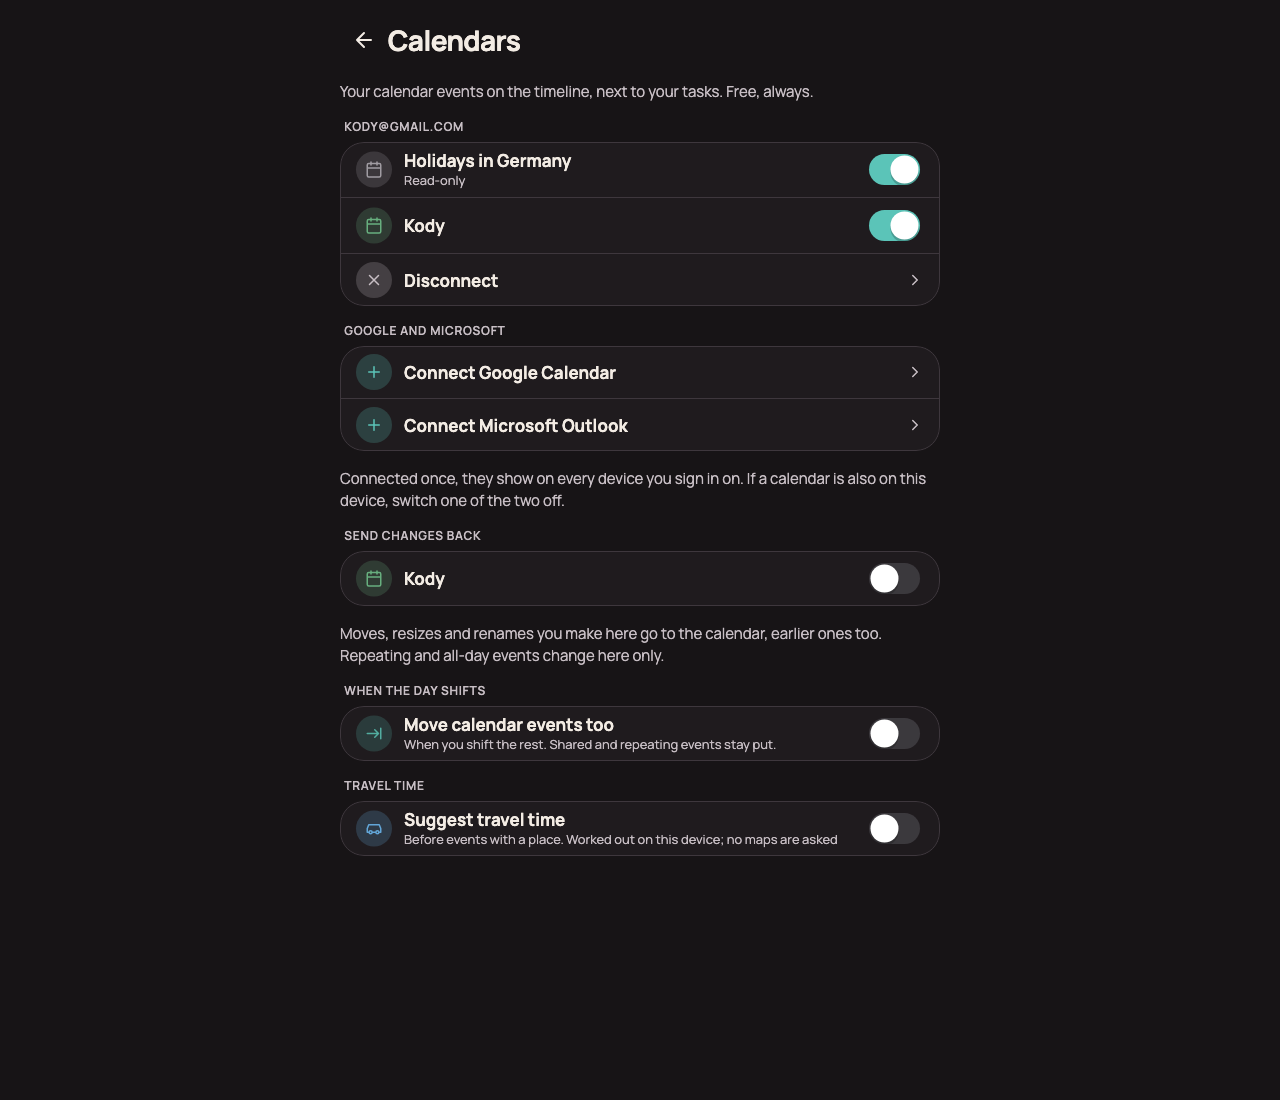 Calendars
Your calendar events on the timeline, next to your tasks. Free, always.
KODY@GMAIL.COM
Holidays in Germany
Read-only
Kody
Disconnect
GOOGLE AND MICROSOFT
Connect Google Calendar
Connect Microsoft Outlook
Connected once, they show on every device you sign in on. If a calendar is also on this
device, switch one of the two off.
SEND CHANGES BACK
Kody
Moves, resizes and renames you make here go to the calendar, earlier ones too.
Repeating and all-day events change here only.
WHEN THE DAY SHIFTS
Move calendar events too
When you shift the rest. Shared and repeating events stay put.
TRAVEL TIME
Suggest travel time
Before events with a place. Worked out on this device; no maps are asked